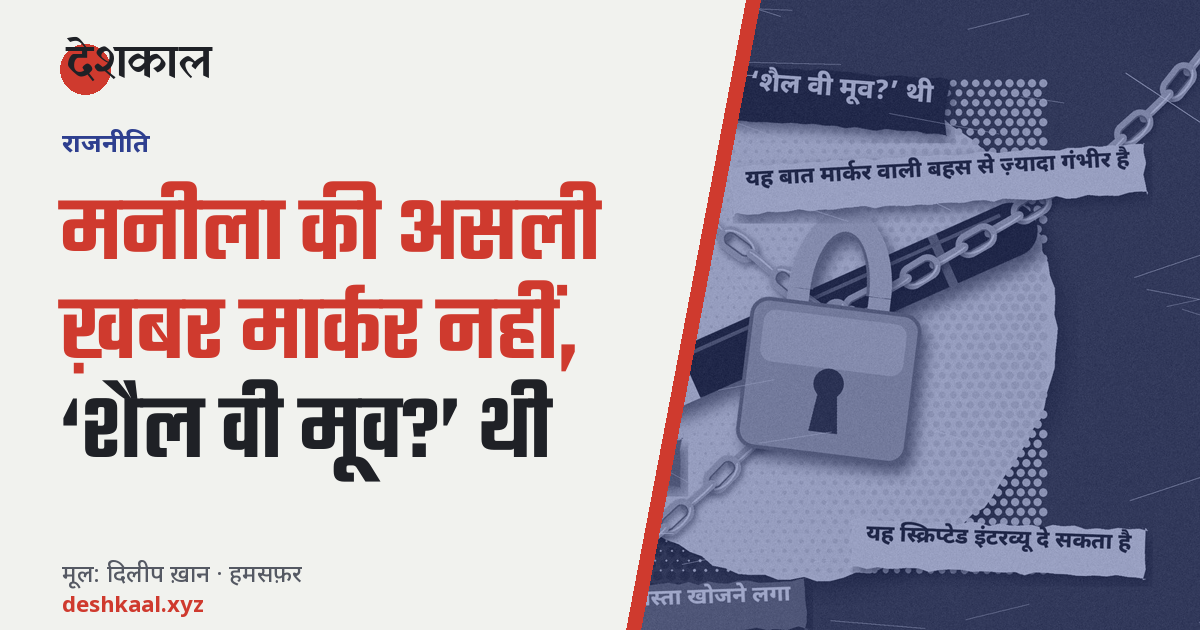 देशकाल
राजनीति
मनीला की असली
ख़बर मार्कर नहीं,
‘शैल वी मूव?’ थी
मूल: दिलीप ख़ान · हमसफ़र
deshkaal.xyz
‘शैल वी मूव?’ थी
यह बात मार्कर वाली बहस से ज़्यादा गंभीर है
यह स्क्रिप्टेड इंटरव्यू दे सकता है
खोजने लगा